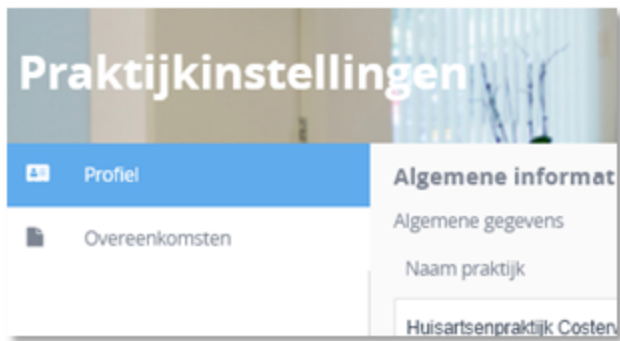 Praktijkinstellingen
Profiel
Overeenkomsten
Algemene informat
Algemene gegevens
Naam praktijk
Huisartsenpraktijk Coster